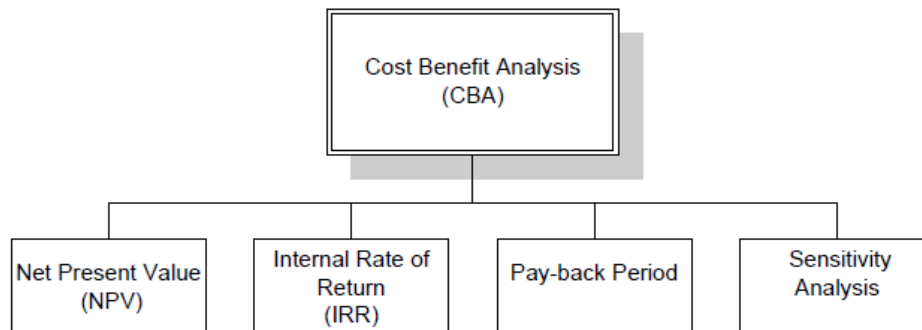 Cost Benefit Analysis
(CBA)
Net Present Value
(NPV)
Internal Rate of
Return
(IRR)
Pay-back Period
Sensitivity
Analysis